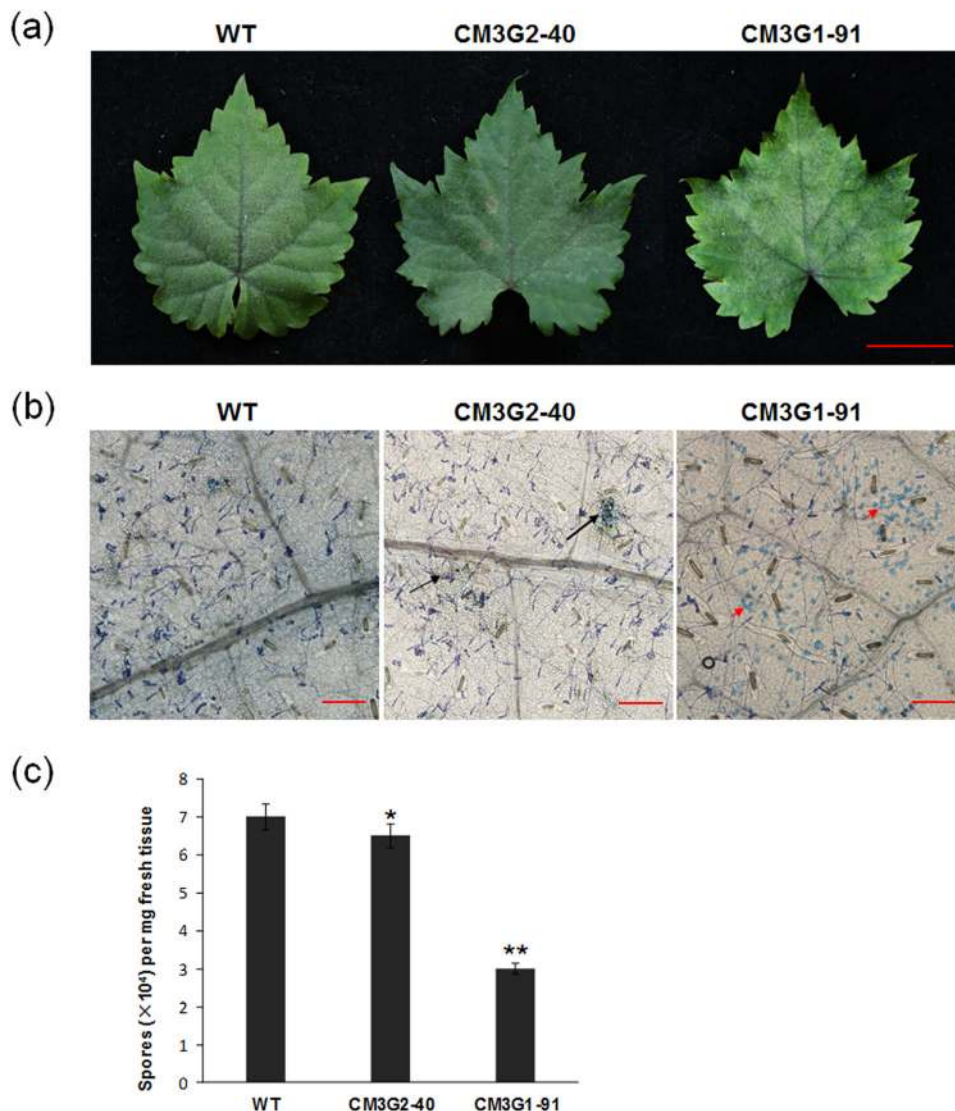 (a)
WT CM3G2-40 CM3G1-91
(b)
WT CM3G2-40 CM3G1-91
(c)
Spores (×10⁴) per mg fresh tissue
8
7
6
5
4
3
2
1
0
*
**
WT CM3G2-40 CM3G1-91